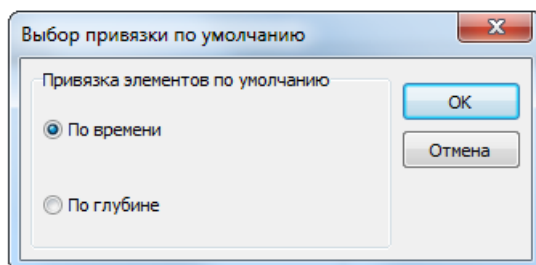 Выбор привязки по умолчанию
Привязка элементов по умолчанию
По времени
По глубине
OK
Отмена